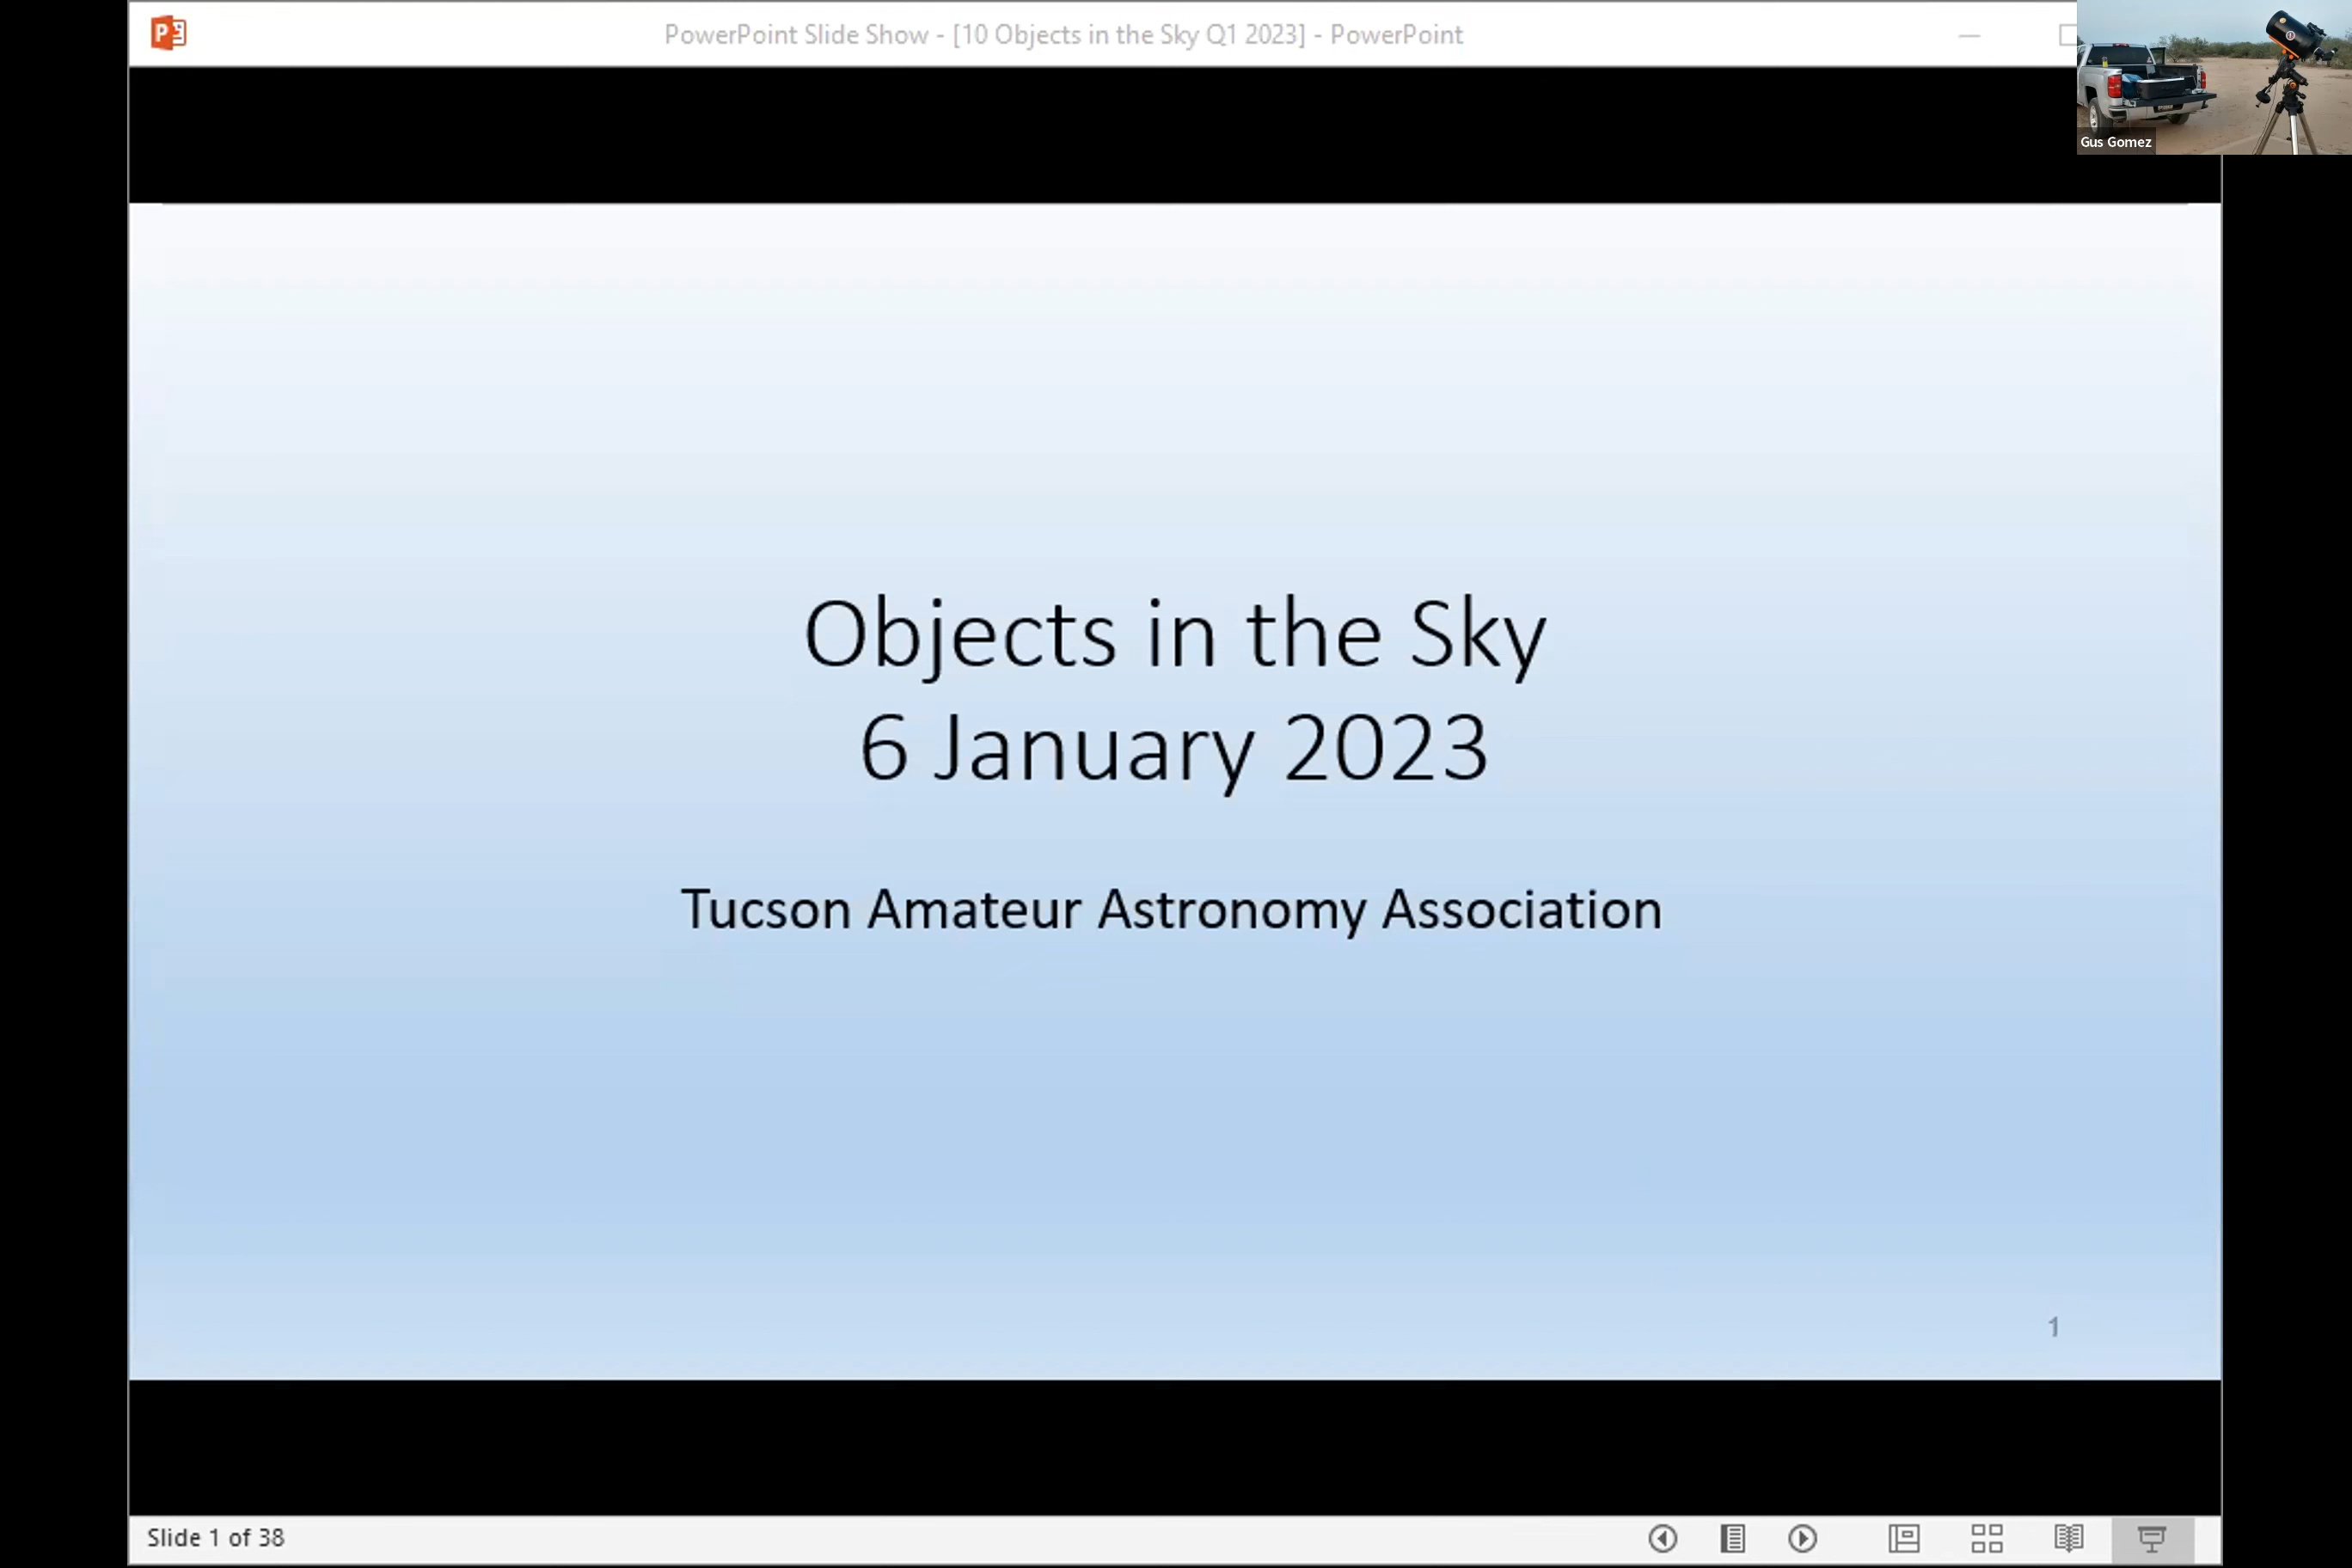 PowerPoint Slide Show - [10 Objects in the Sky Q1 2023] - PowerPoint
Gus Gomez
Objects in the Sky
6 January 2023
Tucson Amateur Astronomy Association
1
Slide 1 of 38